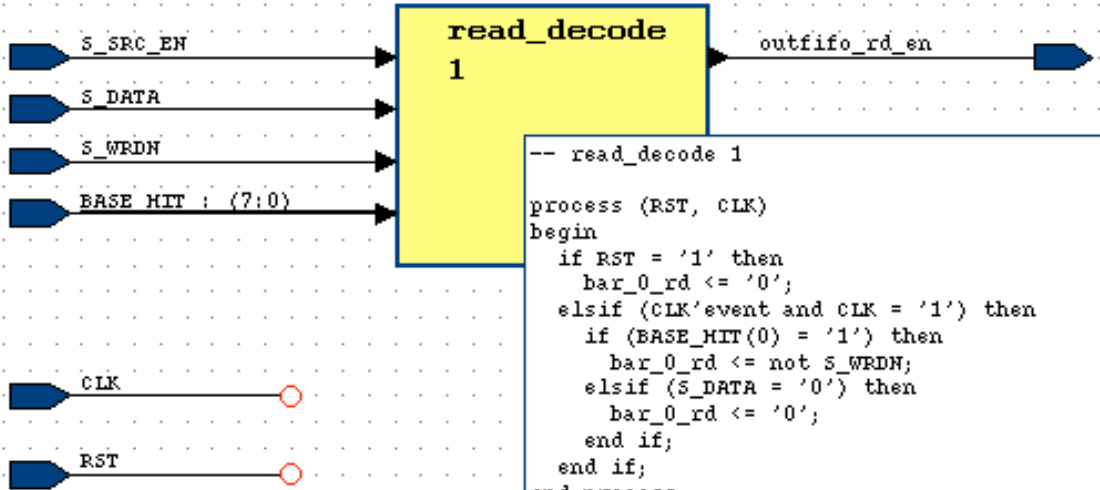 S_SRC_EN
S_DATA
S_WRDN
BASE_HIT : (7:0)
read_decode
1
outfifo_rd_en
-- read_decode 1
process (RST, CLK)
begin
if RST = '1' then
bar_0_rd <= '0';
elsif (CLK'event and CLK = '1') then
if (BASE_HIT(0) = '1') then
bar_0_rd <= not S_WRDN;
elsif (S_DATA = '0') then
bar_0_rd <= '0';
end if;
end if;
end process
CLK
RST